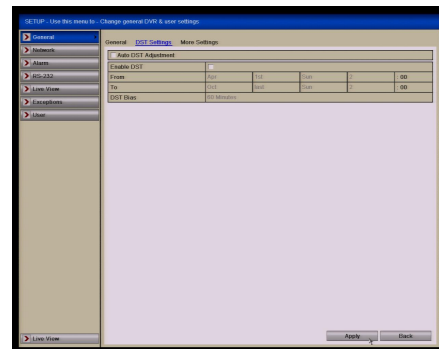 SETUP - Use this menu to - Change general DVR & user settings
General
Network
Alarm
RS-232
Live View
Exceptions
User
Live View
General DST Settings More Settings
Auto DST Adjustment
Enable DST
From Apr 1st Sun 2 : 00
To Oct last Sun 2 : 00
DST Bias 60 Minutes
Apply Back